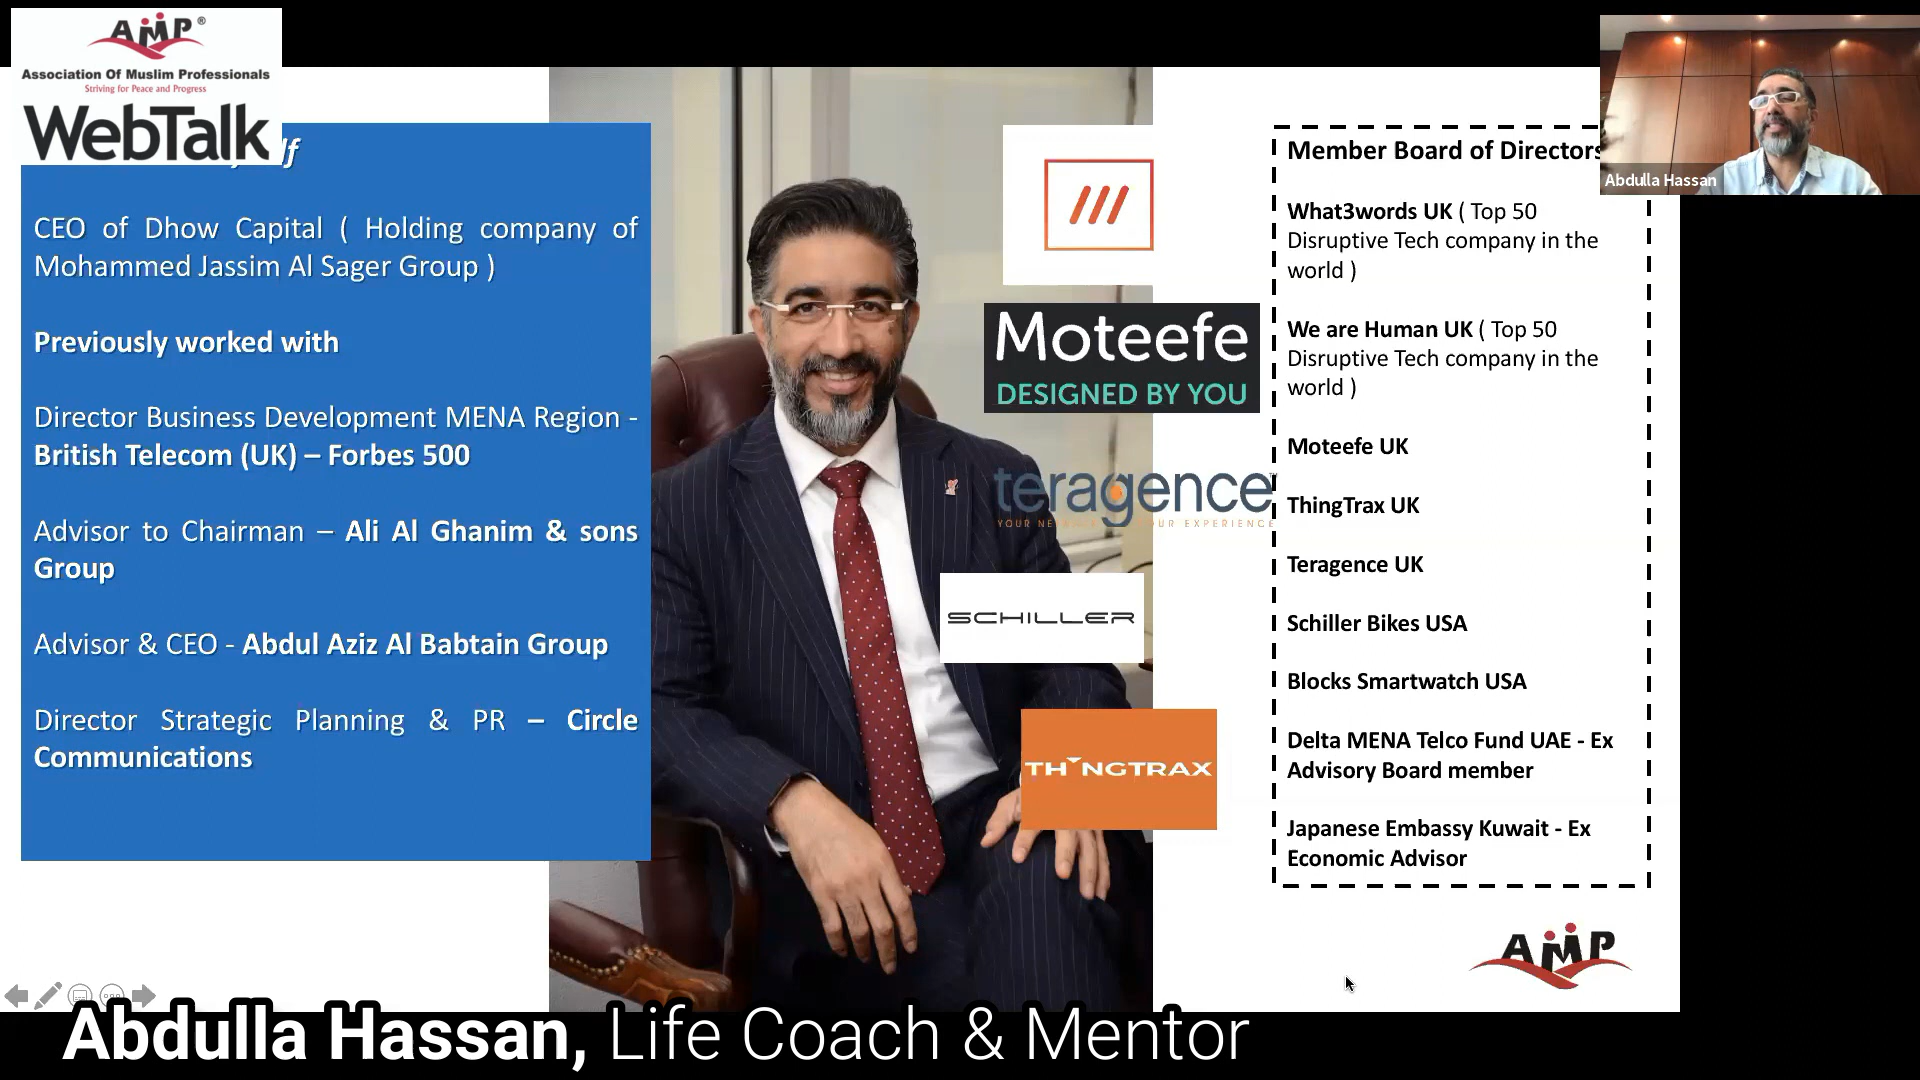 AMP®
Association Of Muslim Professionals
Striving for Peace and Progress
WebTalk
CEO of Dhow Capital ( Holding company of
Mohammed Jassim Al Sager Group )
Previously worked with
Director Business Development MENA Region -
British Telecom (UK) – Forbes 500
Advisor to Chairman – Ali Al Ghanim & sons
Group
Advisor & CEO - Abdul Aziz Al Babtain Group
Director Strategic Planning & PR – Circle
Communications
Moteefe
DESIGNED BY YOU
teragence
YOUR EXPERIENCE
SCHILLER
THINGTRAX
Member Board of Directors
What3words UK ( Top 50
Disruptive Tech company in the
world )
We are Human UK ( Top 50
Disruptive Tech company in the
world )
Moteefe UK
ThingTrax UK
Teragence UK
Schiller Bikes USA
Blocks Smartwatch USA
Delta MENA Telco Fund UAE - Ex
Advisory Board member
Japanese Embassy Kuwait - Ex
Economic Advisor
Abdulla Hassan
AMP
Abdulla Hassan, Life Coach & Mentor